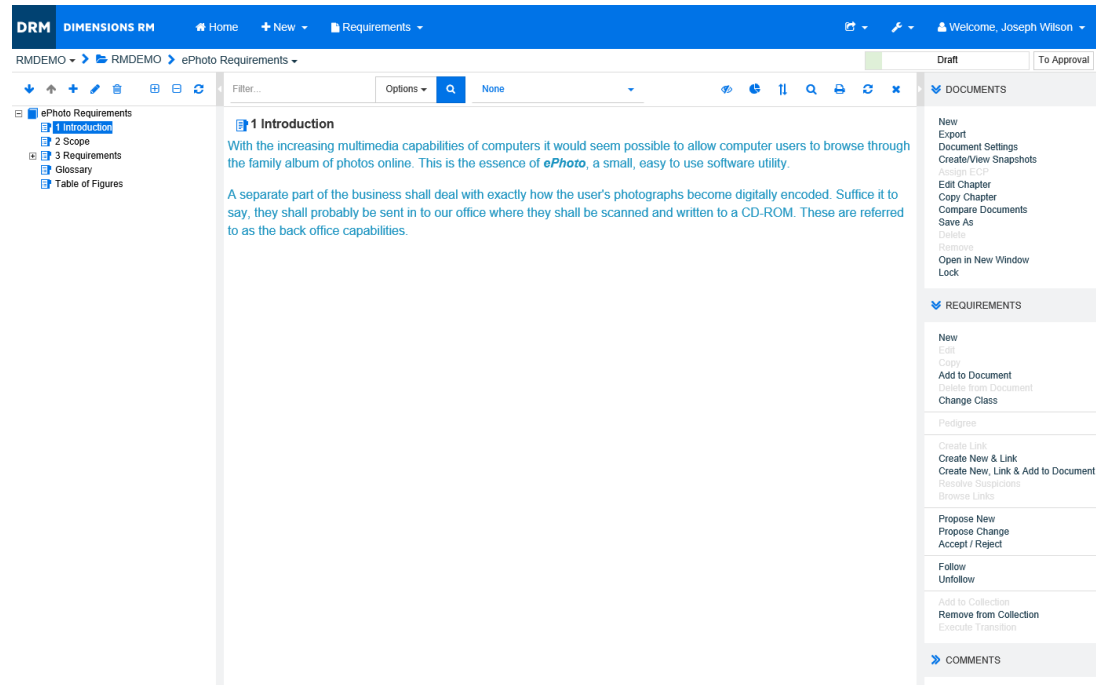 DRM DIMENSIONS RM Home New Requirements Welcome, Joseph Wilson
RMDEMO RMDEMO ePhoto Requirements Draft To Approval
Filter... Options None
ePhoto Requirements
1 Introduction
2 Scope
3 Requirements
Glossary
Table of Figures
1 Introduction
With the increasing multimedia capabilities of computers it would seem possible to allow computer users to browse through
the family album of photos online. This is the essence of ePhoto, a small, easy to use software utility.
A separate part of the business shall deal with exactly how the user's photographs become digitally encoded. Suffice it to
say, they shall probably be sent in to our office where they shall be scanned and written to a CD-ROM. These are referred
to as the back office capabilities.
DOCUMENTS
New
Export
Document Settings
Create/View Snapshots
Assign ECP
Edit Chapter
Copy Chapter
Compare Documents
Save As
Delete
Remove
Open in New Window
Lock
REQUIREMENTS
New
Edit
Copy
Add to Document
Delete from Document
Change Class
Pedigree
Create Link
Create New & Link
Create New, Link & Add to Document
Resolve Suspicions
Browse Links
Propose New
Propose Change
Accept / Reject
Follow
Unfollow
Add to Collection
Remove from Collection
Execute Transition
COMMENTS